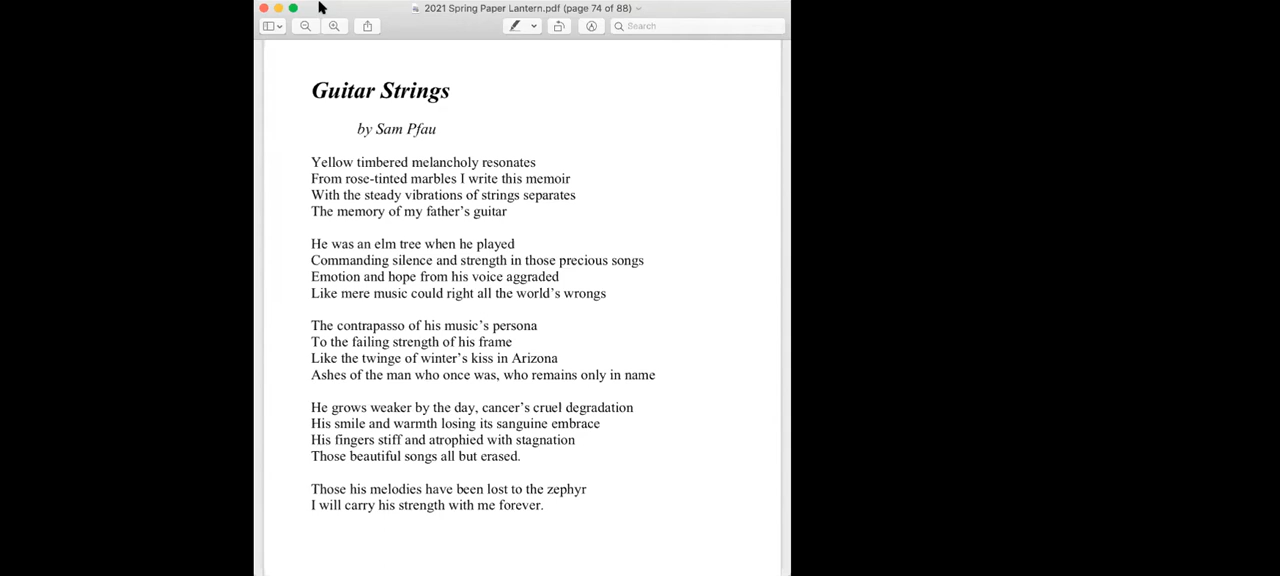 2021 Spring Paper Lantern.pdf (page 74 of 88)
Search
Guitar Strings
by Sam Pfau
Yellow timbered melancholy resonates
From rose-tinted marbles I write this memoir
With the steady vibrations of strings separates
The memory of my father's guitar
He was an elm tree when he played
Commanding silence and strength in those precious songs
Emotion and hope from his voice aggraded
Like mere music could right all the world's wrongs
The contrapasso of his music's persona
To the failing strength of his frame
Like the twinge of winter's kiss in Arizona
Ashes of the man who once was, who remains only in name
He grows weaker by the day, cancer's cruel degradation
His smile and warmth losing its sanguine embrace
His fingers stiff and atrophied with stagnation
Those beautiful songs all but erased.
Those his melodies have been lost to the zephyr
I will carry his strength with me forever.